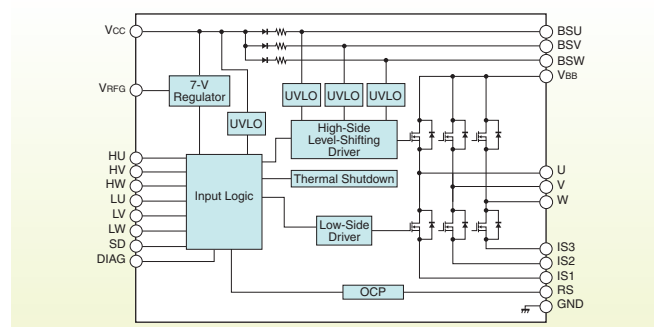 VCC
BSU
BSV
BSW
VBB
VRFG
7-V
Regulator
UVLO
UVLO
UVLO
UVLO
High-Side
Level-Shifting
Driver
HU
HV
HW
LU
LV
LW
SD
DIAG
Input Logic
Thermal Shutdown
Low-Side
Driver
OCP
U
V
W
IS3
IS2
IS1
RS
GND